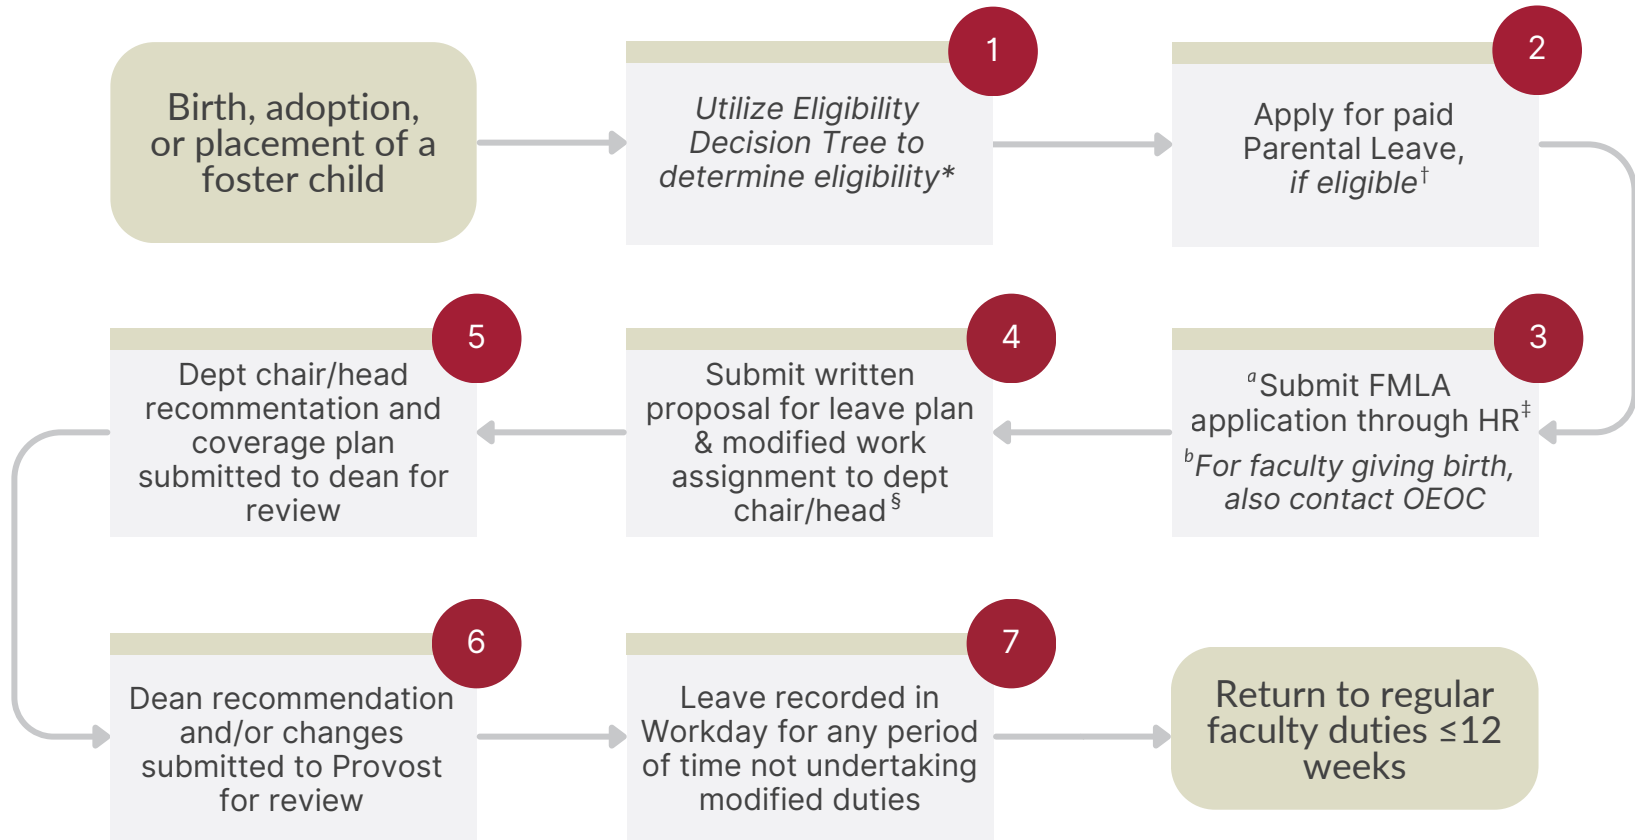 Birth, adoption,
or placement of a
foster child
1
Utilize Eligibility
Decision Tree to
determine eligibility*
2
Apply for paid
Parental Leave,
if eligible†
3
ᵃSubmit FMLA
application through HR‡
ᵇFor faculty giving birth,
also contact OEOC
4
Submit written
proposal for leave plan
& modified work
assignment to dept
chair/head§
5
Dept chair/head
recommentation and
coverage plan
submitted to dean for
review
6
Dean recommendation
and/or changes
submitted to Provost
for review
7
Leave recorded in
Workday for any period
of time not undertaking
modified duties
Return to regular
faculty duties ≤12
weeks